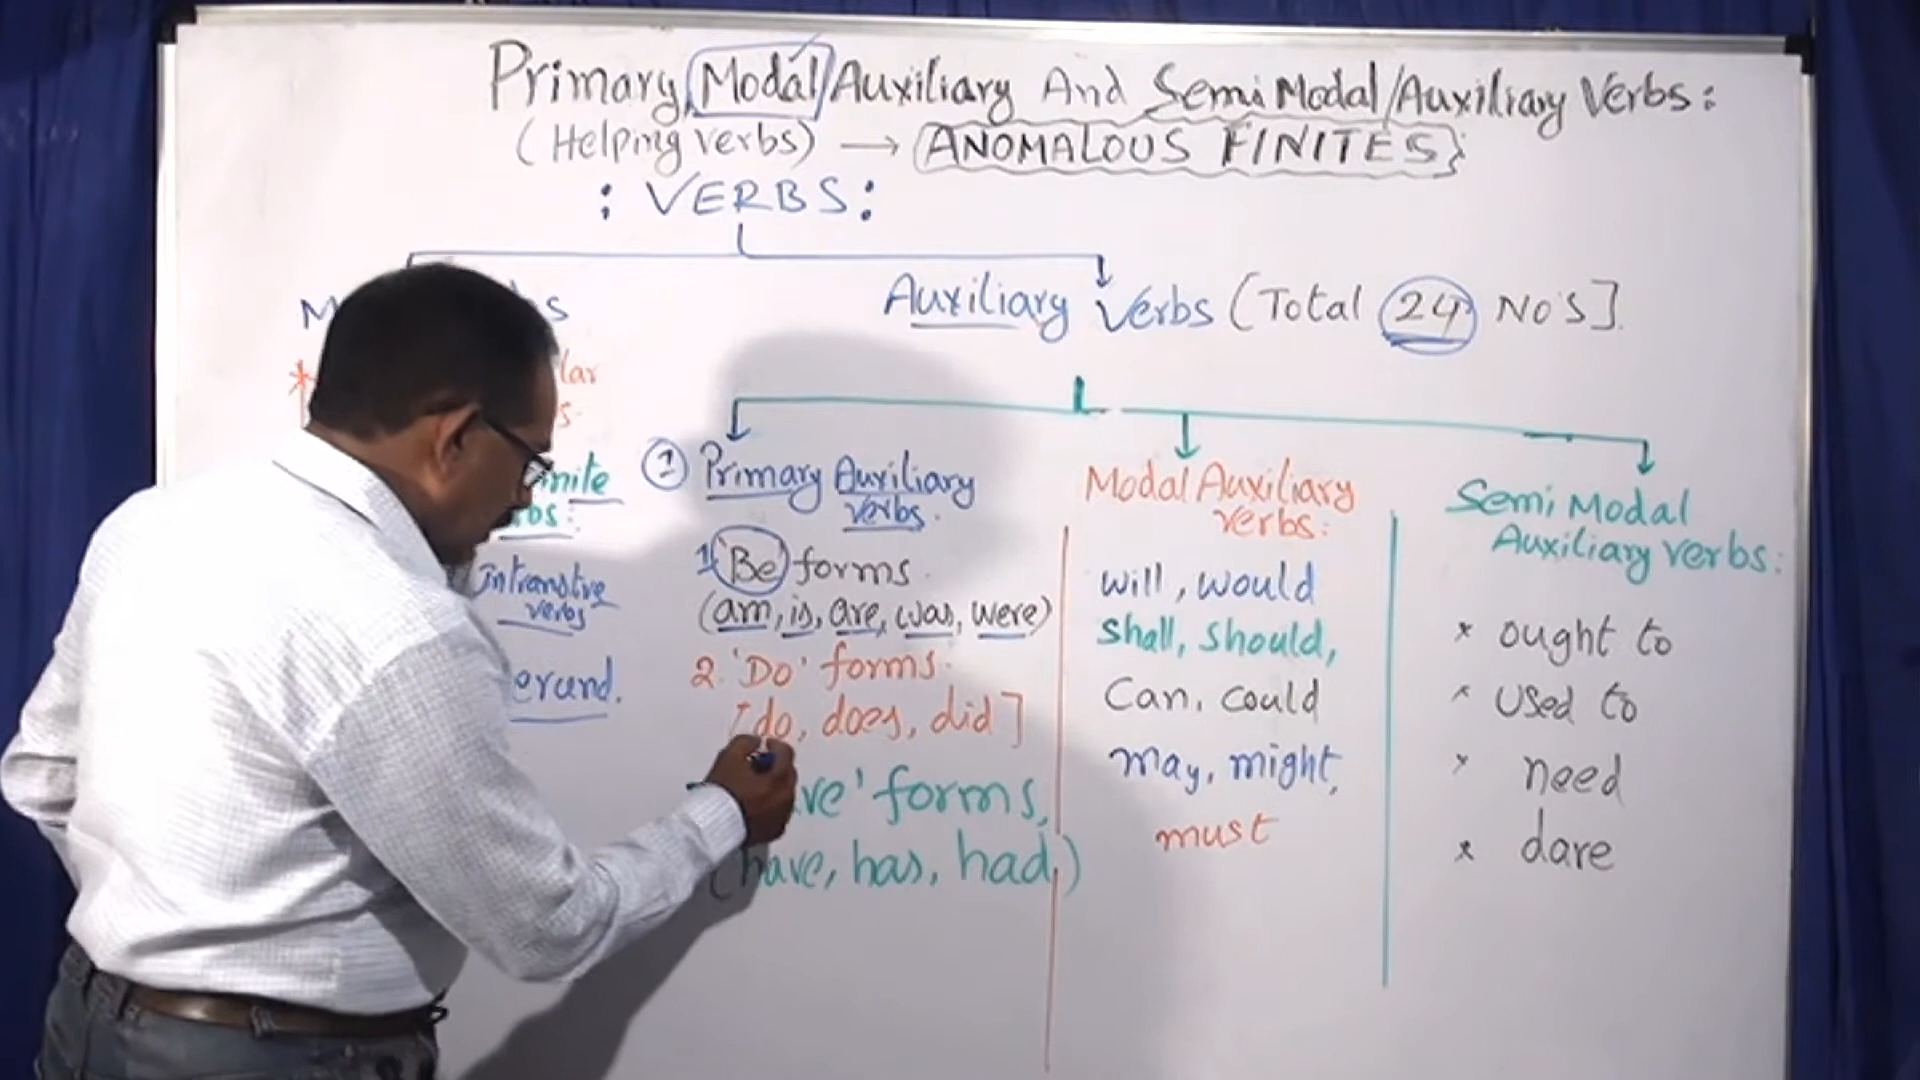 Primary, Modal/Auxiliary And Semi Modal/Auxiliary Verbs:
(Helping verbs) → ANOMALOUS FINITES
: VERBS:
Auxiliary Verbs (Total 24 NO'S].
① Primary Auxiliary
verbs.
1 'Be' forms.
(am, is, are, was, were)
2. 'Do' forms.
[do, does, did]
forms,
(have, has, had,)
Modal Auxiliary
verbs:
will, would
shall, should,
Can, could
may, might,
must
Semi Modal
Auxiliary verbs:
* ought to
* used to
* need
* dare
Intranstive
verbs